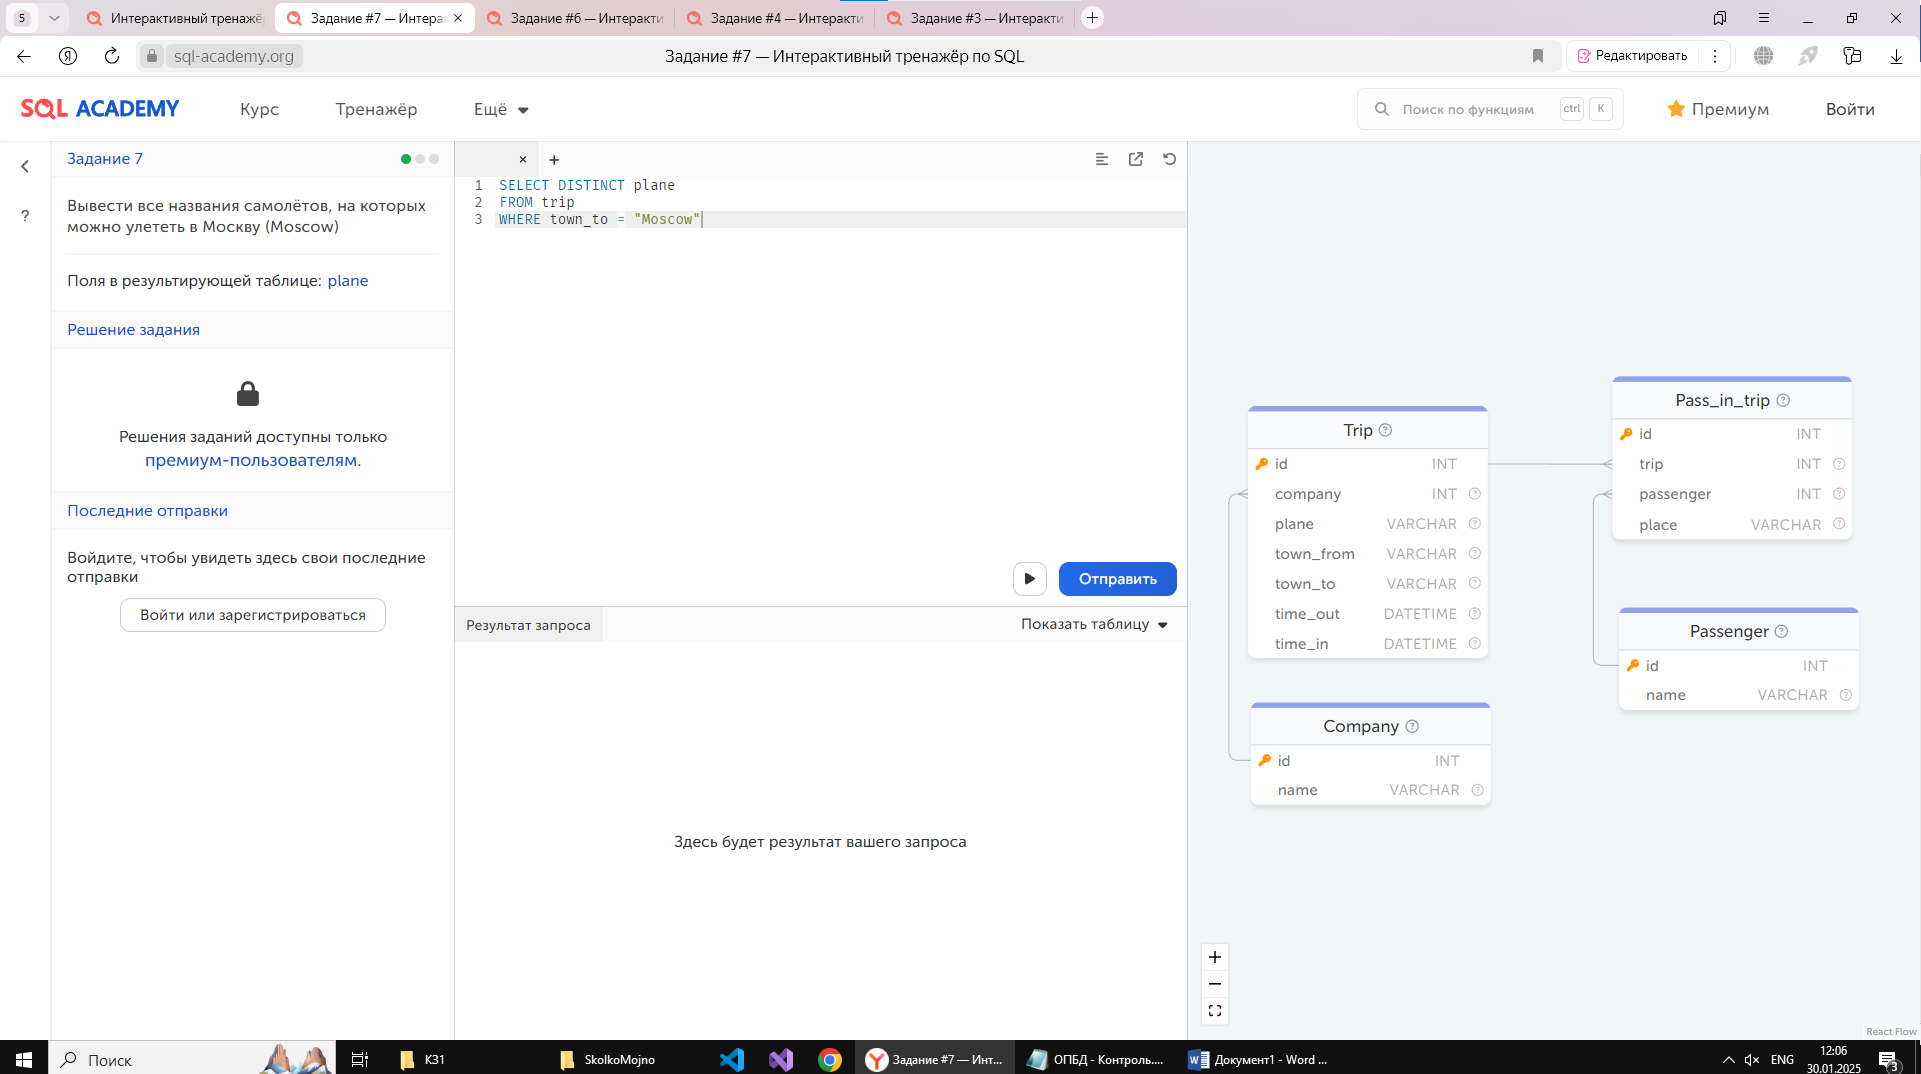 5
Интерактивный тренажё
Задание #7 — Интерак
Задание #6 — Интеракти
Задание #4 — Интеракти
Задание #3 — Интеракти
sql-academy.org
Задание #7 — Интерактивный тренажёр по SQL
Редактировать
SQL ACADEMY
Курс
Тренажёр
Ещё
Поиск по функциям
ctrl
K
Премиум
Войти
Задание 7
Вывести все названия самолётов, на которых
можно улететь в Москву (Moscow)
Поля в результирующей таблице: plane
Решение задания
Решения заданий доступны только
премиум-пользователям.
Последние отправки
Войдите, чтобы увидеть здесь свои последние
отправки
Войти или зарегистрироваться
?
1 SELECT DISTINCT plane
2 FROM trip
3 WHERE town_to = "Moscow"
Отправить
Результат запроса
Показать таблицу
Здесь будет результат вашего запроса
Trip
id INT
company INT
plane VARCHAR
town_from VARCHAR
town_to VARCHAR
time_out DATETIME
time_in DATETIME
Company
id INT
name VARCHAR
Pass_in_trip
id INT
trip INT
passenger INT
place VARCHAR
Passenger
id INT
name VARCHAR
React Flow
Поиск
К31
SkolkoMojno
Задание #7 — Инт...
ОПБД - Контроль....
Документ1 - Word ...
ENG
12:06
30.01.2025
3